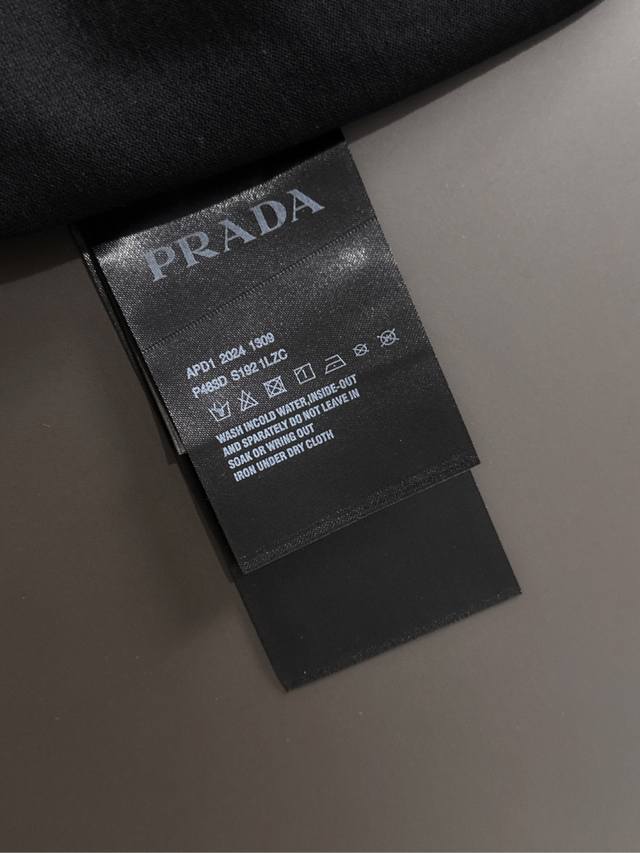 PRADA
APD1 2024 1309
P48SD S192 1LZC
WASH INCOLD WATER,INSIDE-OUT
AND SPARATELY DO NOT LEAVE IN
SOAK OR WRING OUT
IRON UNDER DRY CLOTH